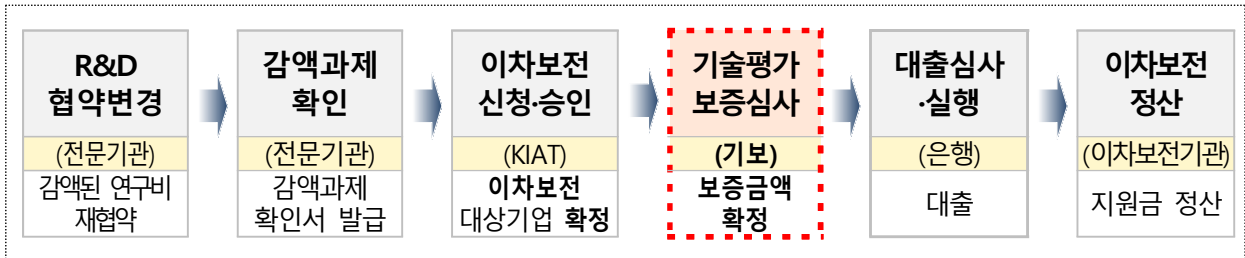 R&D
협약변경
(전문기관)
감액된 연구비
재협약
감액과제
확인
(전문기관)
감액과제
확인서 발급
이차보전
신청·승인
(KIAT)
이차보전
대상기업 확정
기술평가
보증심사
(기보)
보증금액
확정
대출심사
·실행
(은행)
대출
이차보전
정산
(이차보전기관)
지원금 정산